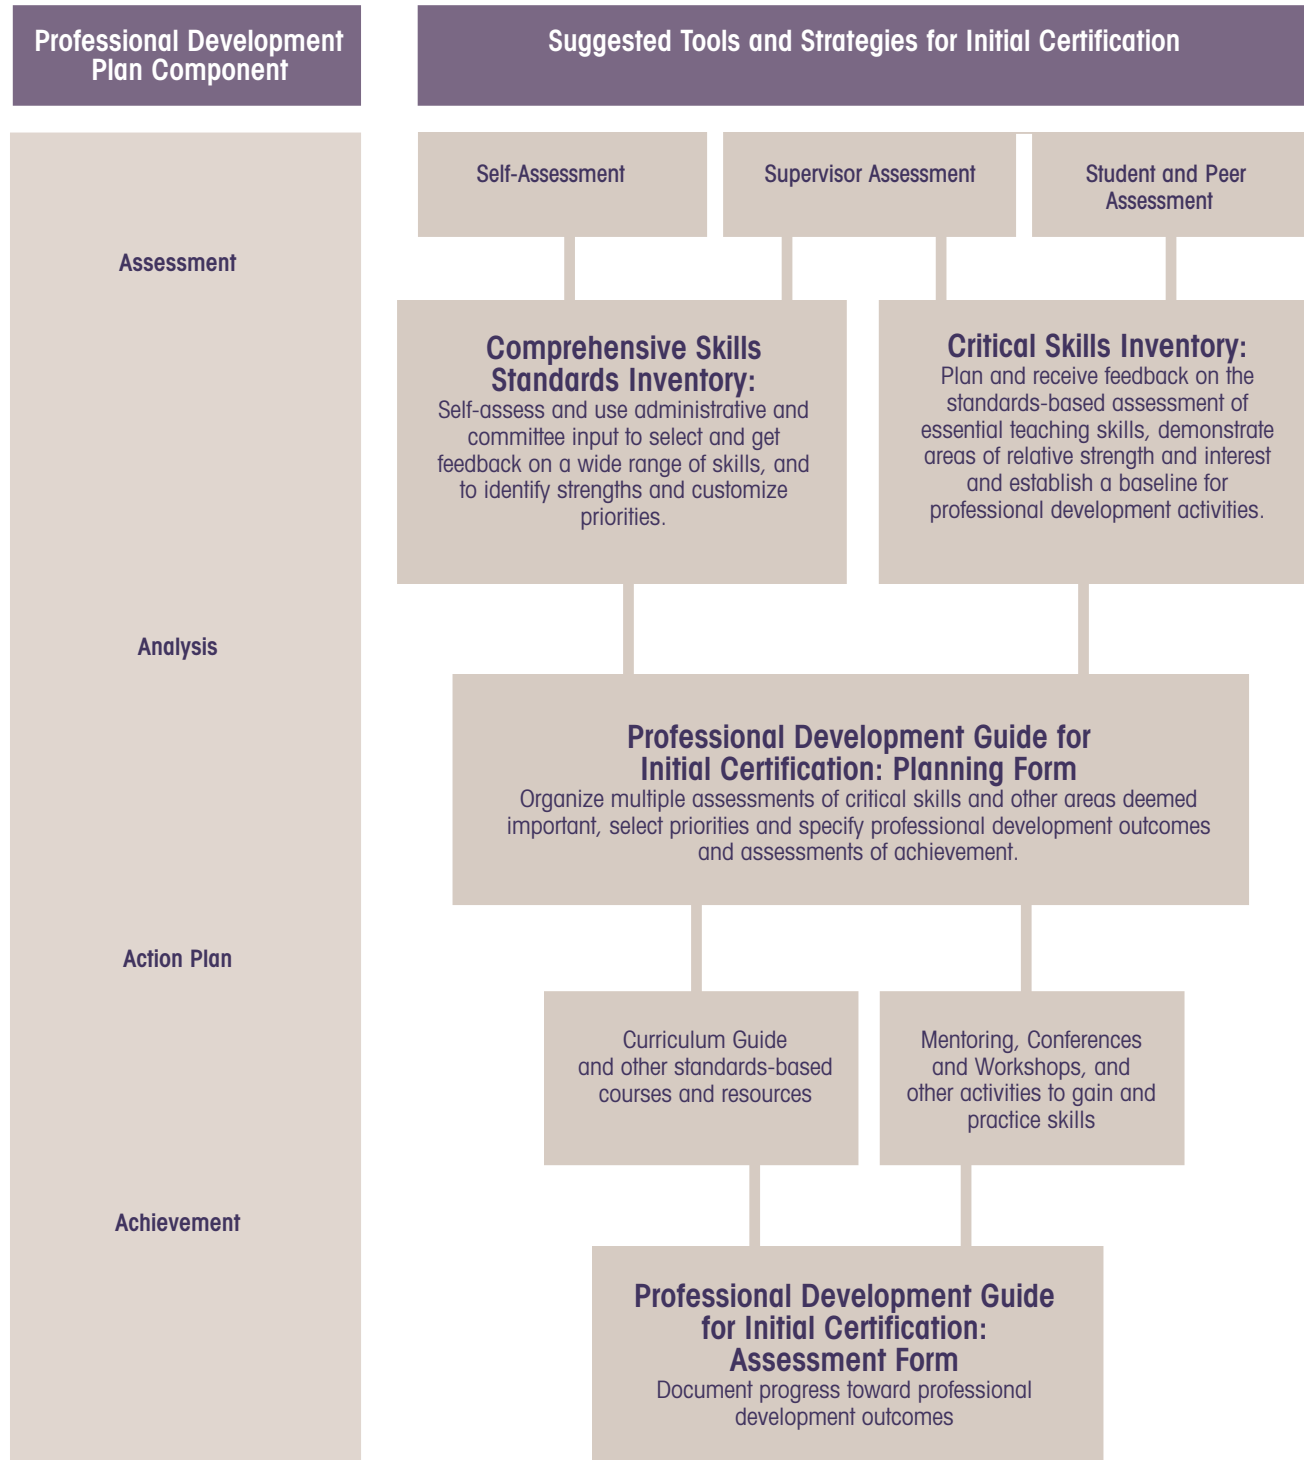 Professional Development
Plan Component
Suggested Tools and Strategies for Initial Certification
Self-Assessment
Supervisor Assessment
Student and Peer
Assessment
Assessment
Comprehensive Skills
Standards Inventory:
Self-assess and use administrative and
committee input to select and get
feedback on a wide range of skills, and
to identify strengths and customize
priorities.
Critical Skills Inventory:
Plan and receive feedback on the
standards-based assessment of
essential teaching skills, demonstrate
areas of relative strength and interest
and establish a baseline for
professional development activities.
Analysis
Professional Development Guide for
Initial Certification: Planning Form
Organize multiple assessments of critical skills and other areas deemed
important, select priorities and specify professional development outcomes
and assessments of achievement.
Action Plan
Curriculum Guide
and other standards-based
courses and resources
Mentoring, Conferences
and Workshops, and
other activities to gain and
practice skills
Achievement
Professional Development Guide
for Initial Certification:
Assessment Form
Document progress toward professional
development outcomes